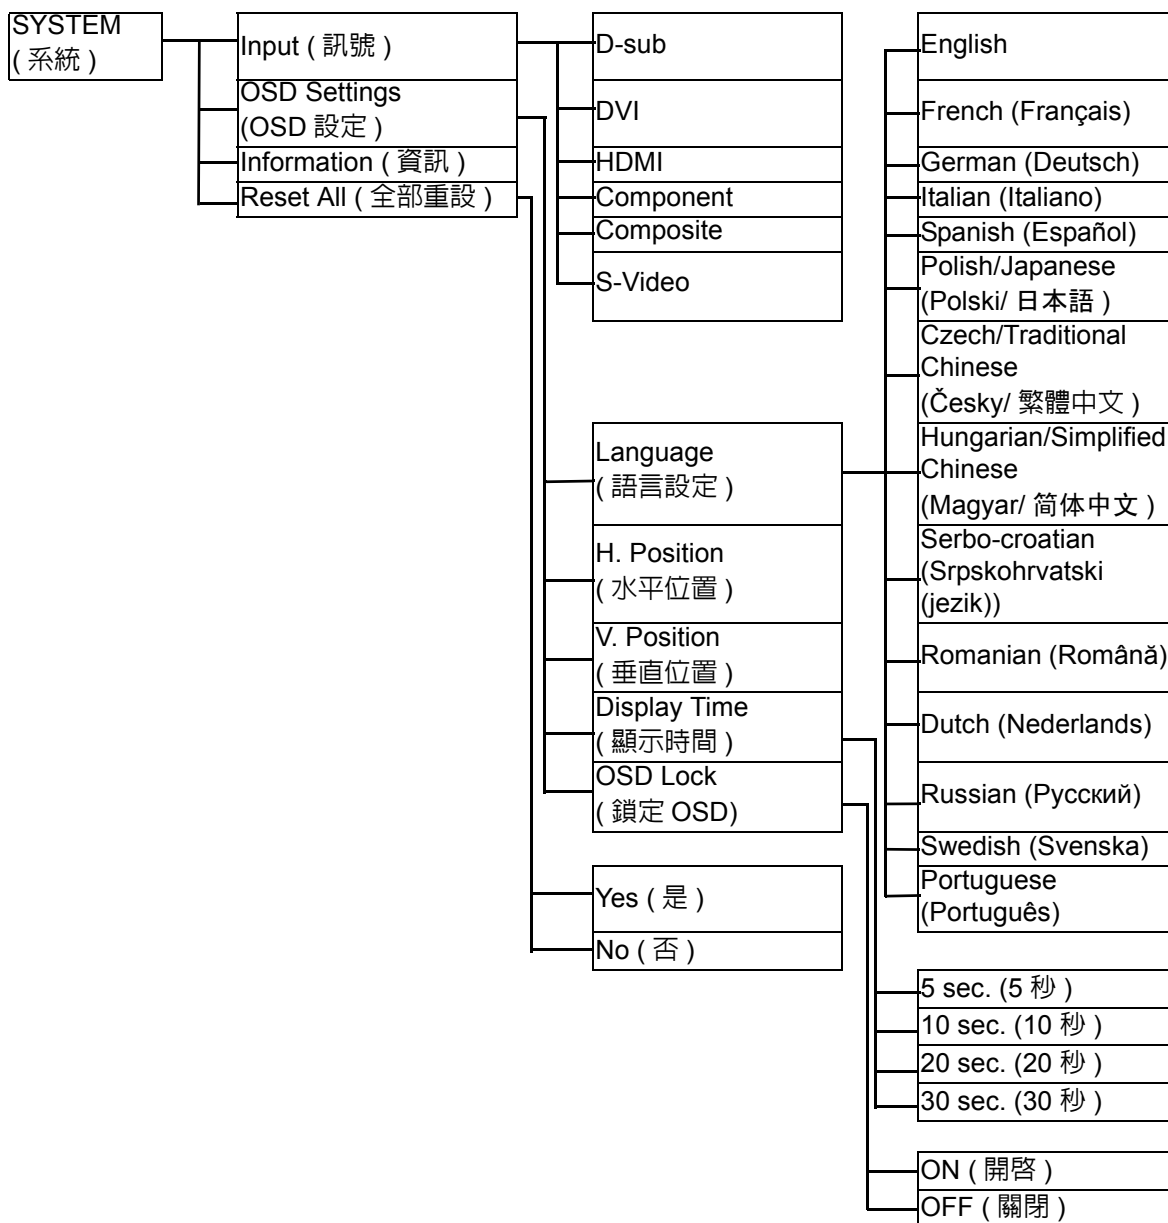 SYSTEM
( 系統 )
Input ( 訊號 )
OSD Settings
(OSD 設定 )
Information ( 資訊 )
Reset All ( 全部重設 )
D-sub
DVI
HDMI
Component
Composite
S-Video
Language
( 語言設定 )
H. Position
( 水平位置 )
V. Position
( 垂直位置 )
Display Time
( 顯示時間 )
OSD Lock
( 鎖定 OSD)
Yes ( 是 )
No ( 否 )
English
French (Français)
German (Deutsch)
Italian (Italiano)
Spanish (Español)
Polish/Japanese
(Polski/ 日本語 )
Czech/Traditional
Chinese
(Česky/ 繁體中文 )
Hungarian/Simplified
Chinese
(Magyar/ 简体中文 )
Serbo-croatian
(Srpskohrvatski
(jezik))
Romanian (Română)
Dutch (Nederlands)
Russian (Русский)
Swedish (Svenska)
Portuguese
(Português)
5 sec. (5 秒 )
10 sec. (10 秒 )
20 sec. (20 秒 )
30 sec. (30 秒 )
ON ( 開啓 )
OFF ( 關閉 )